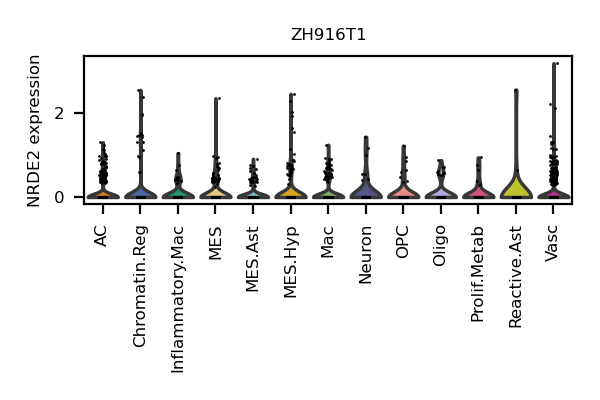 ZH916T1
NRDE2 expression
2
0
AC
Chromatin.Reg
Inflammatory.Mac
MES
MES.Ast
MES.Hyp
Mac
Neuron
OPC
Oligo
Prolif.Metab
Reactive.Ast
Vasc